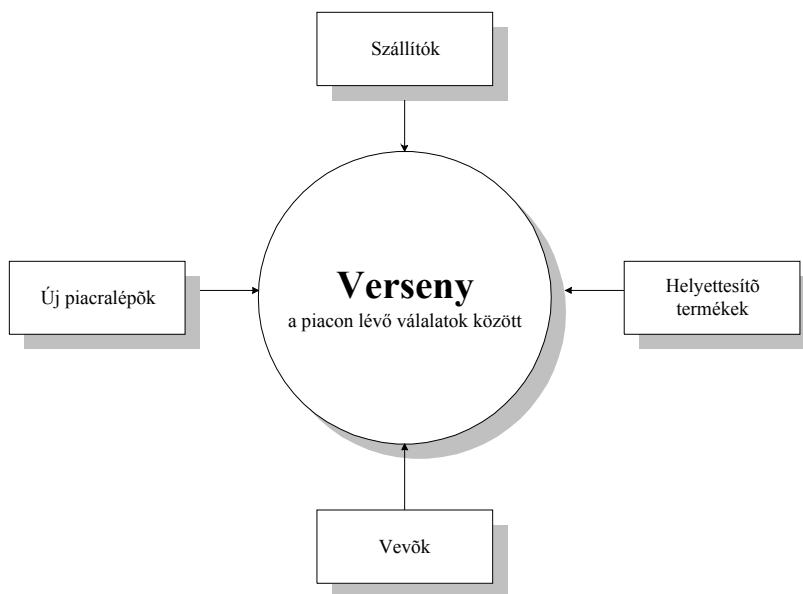 Szállítók
Új piacralépõk
Verseny
a piacon lévő válalatok között
Helyettesítõ
termékek
Vevõk